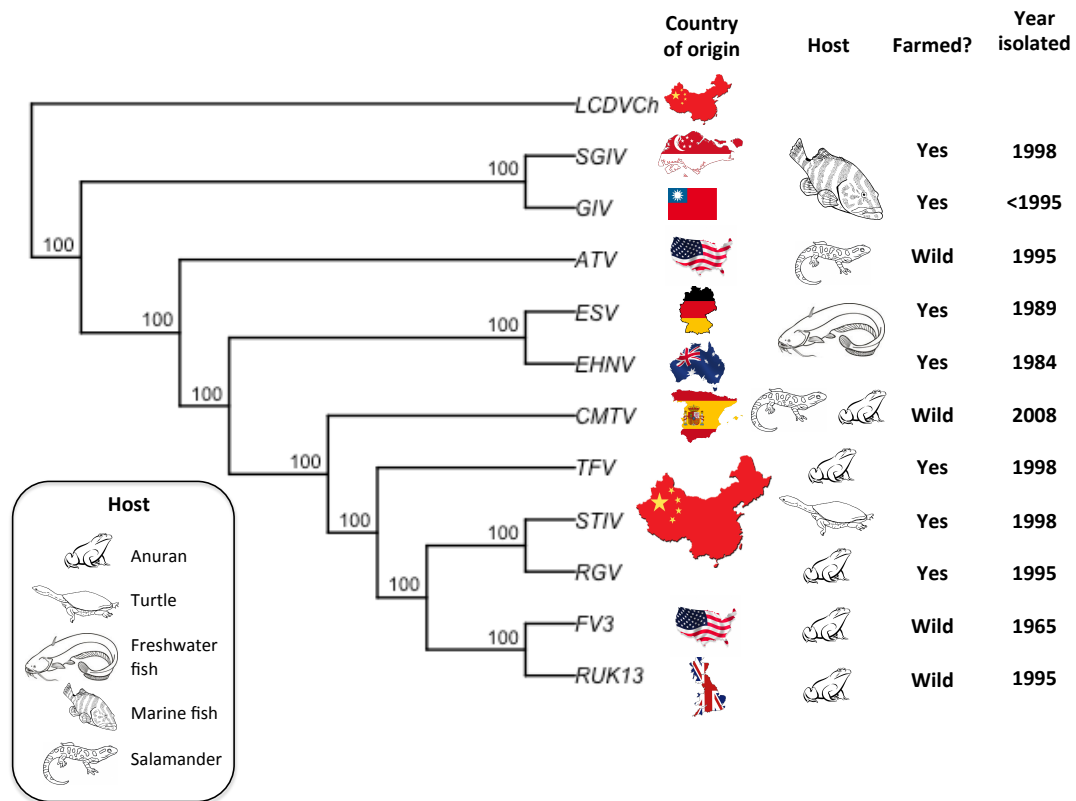 Country of origin Host Farmed? Year isolated
LCDVCh
100 SGIV Yes 1998
GIV Yes <1995
100
ATV Wild 1995
100
100 ESV Yes 1989
EHNV Yes 1984
100
CMTV Wild 2008
100
TFV Yes 1998
100
100 STIV Yes 1998
RGV Yes 1995
100
100 FV3 Wild 1965
RUK13 Wild 1995
Host
Anuran
Turtle
Freshwater
fish
Marine fish
Salamander